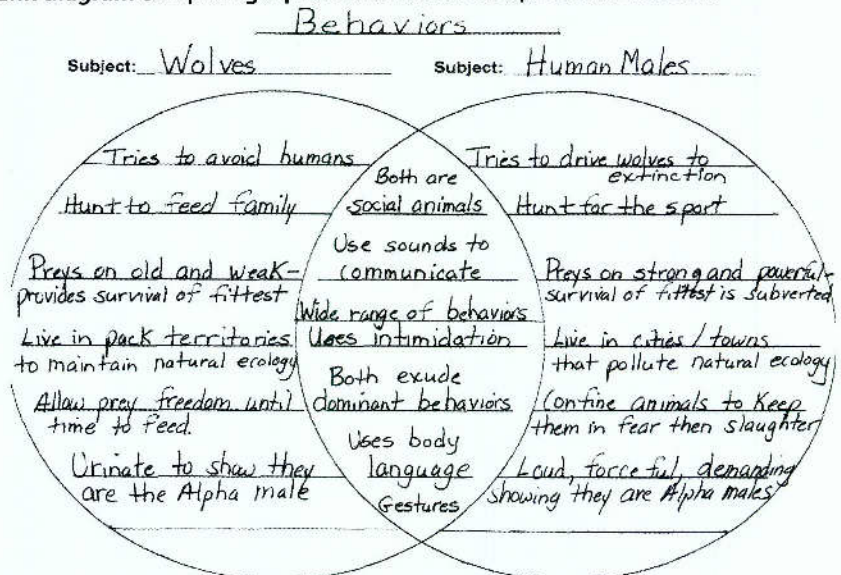 Behaviors
Subject: Wolves
Subject: Human Males
Tries to avoid humans
Hunt to feed family
Preys on old and weak-
provides survival of fittest
Live in pack territories
to maintain natural ecology
Allow prey freedom until
time to feed.
Urinate to show they
are the Alpha male
Both are
social animals
Use sounds to
communicate
Wide range of behaviors
Uses intimidation
Both exude
dominant behaviors
Uses body
language
Gestures
Tries to drive wolves to
extinction
Hunt for the sport
Preys on strong and powerful-
survival of fittest is subverted
Live in cities / towns
that pollute natural ecology
Confine animals to keep
them in fear then slaughter
Loud, forceful, demanding
showing they are Alpha males